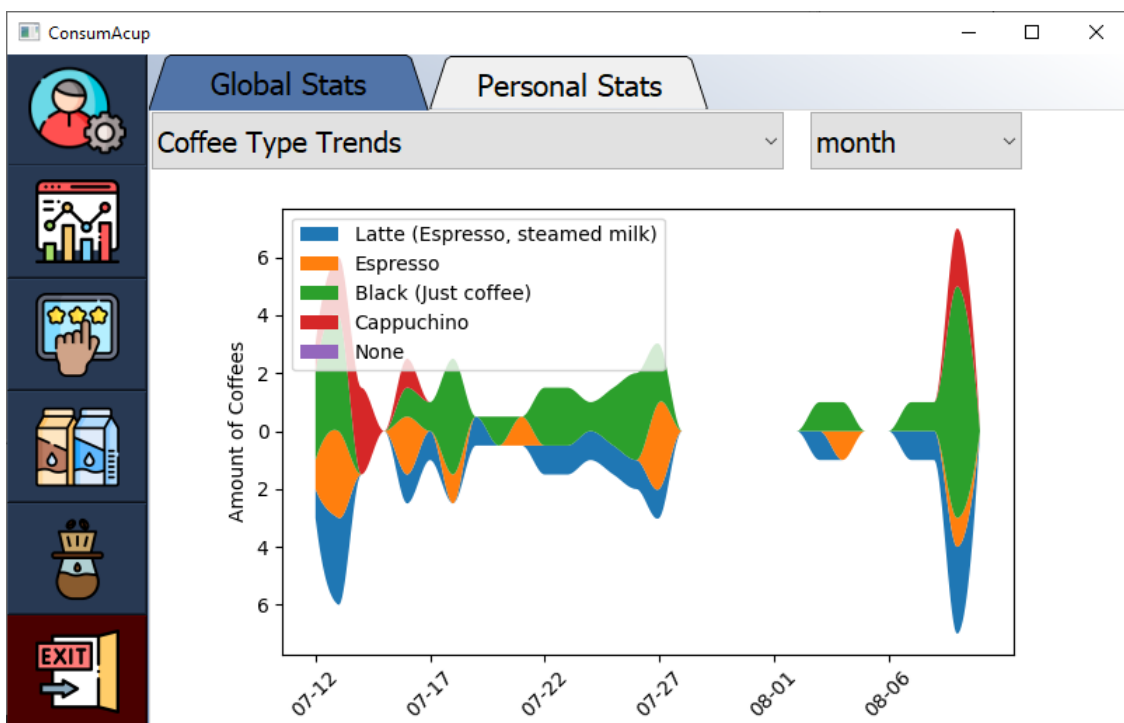 ConsumAcup
Global Stats
Personal Stats
Coffee Type Trends
month
Latte (Espresso, steamed milk)
Espresso
Black (Just coffee)
Cappuchino
None
Amount of Coffees
6
4
2
0
2
4
6
07-12
07-17
07-22
07-27
08-01
08-06
EXIT